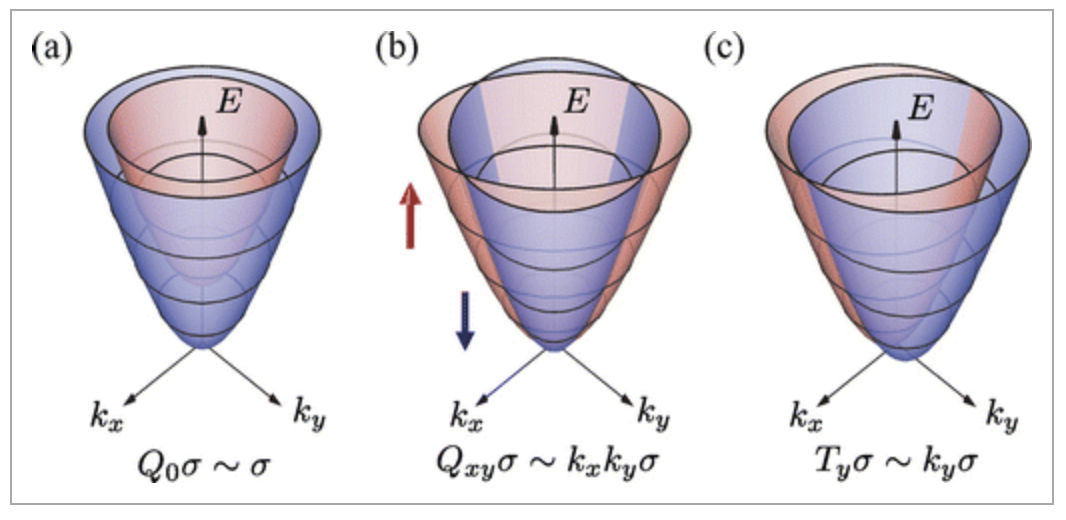 (a) (b) (c)
E E E
k_x k_y k_x k_y k_x k_y
Q_0σ ~ σ Q_{xy}σ ~ k_xk_yσ T_yσ ~ k_yσ